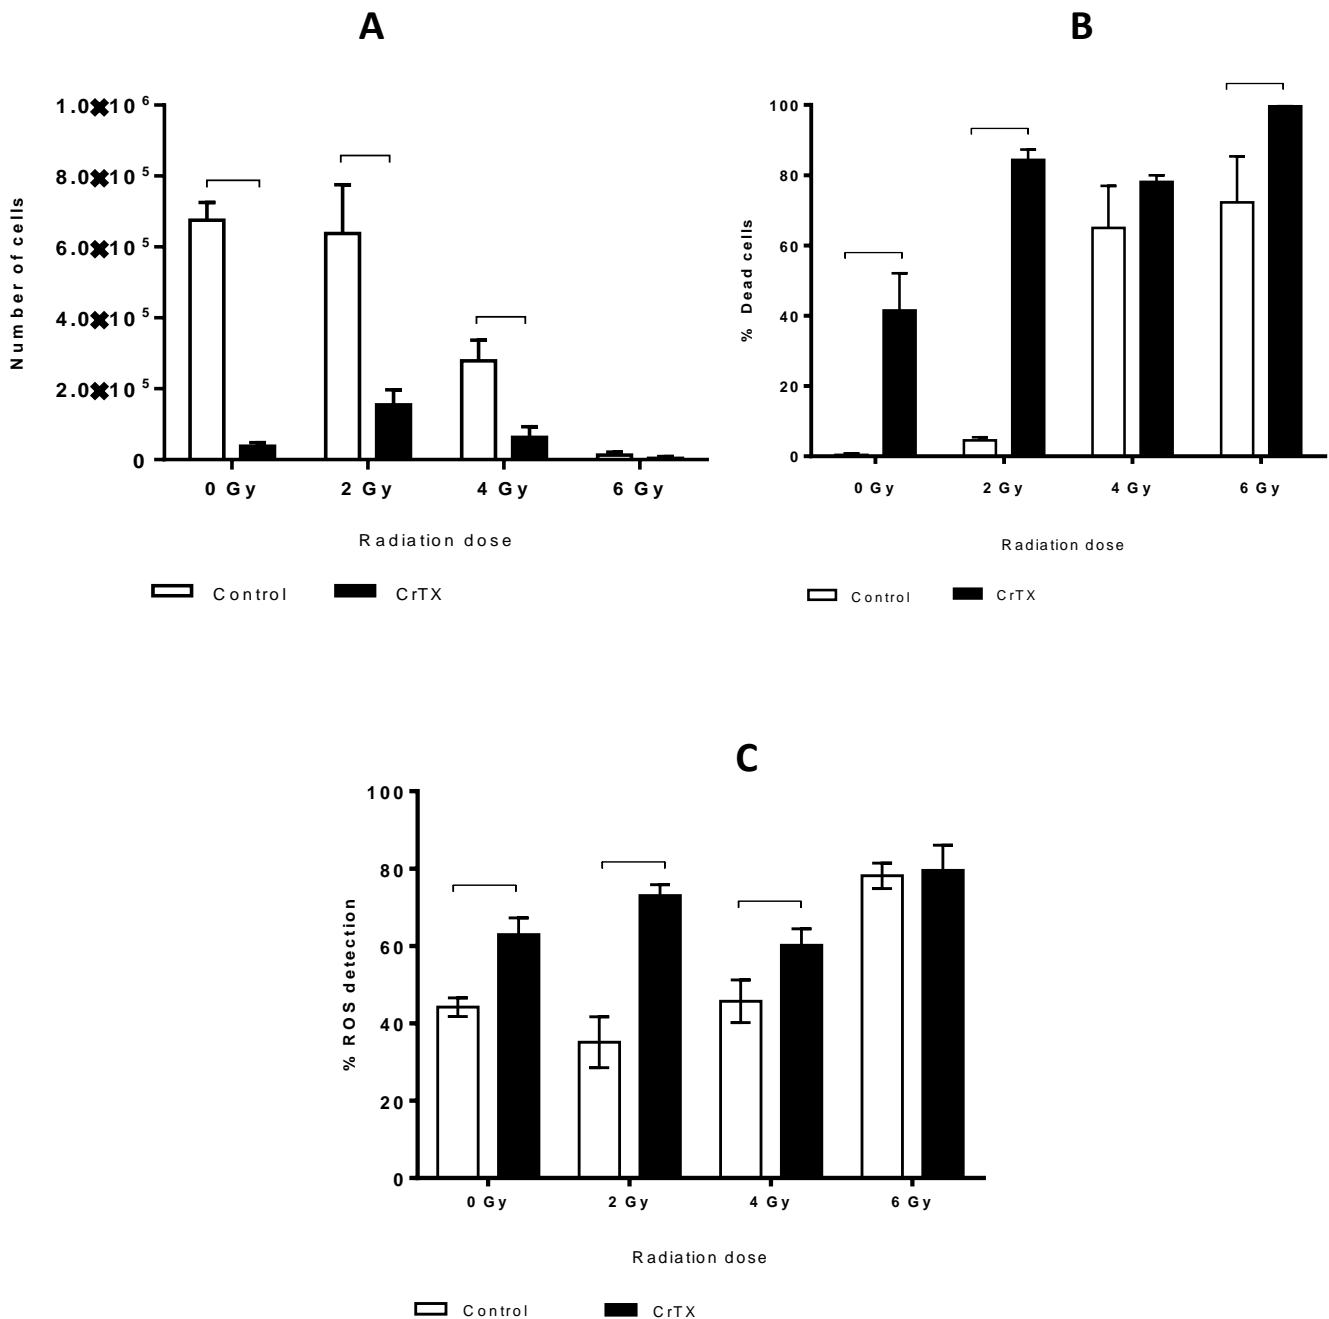 A
B
Number of cells
1.0✖10 6
8.0✖10 5
6.0✖10 5
4.0✖10 5
2.0✖10 5
0
0 Gy 2 Gy 4 Gy 6 Gy
Radiation dose
Control CrTX
% Dead cells
100
80
60
40
20
0
0 Gy 2 Gy 4 Gy 6 Gy
Radiation dose
Control CrTX
C
% ROS detection
100
80
60
40
20
0
0 Gy 2 Gy 4 Gy 6 Gy
Radiation dose
Control CrTX